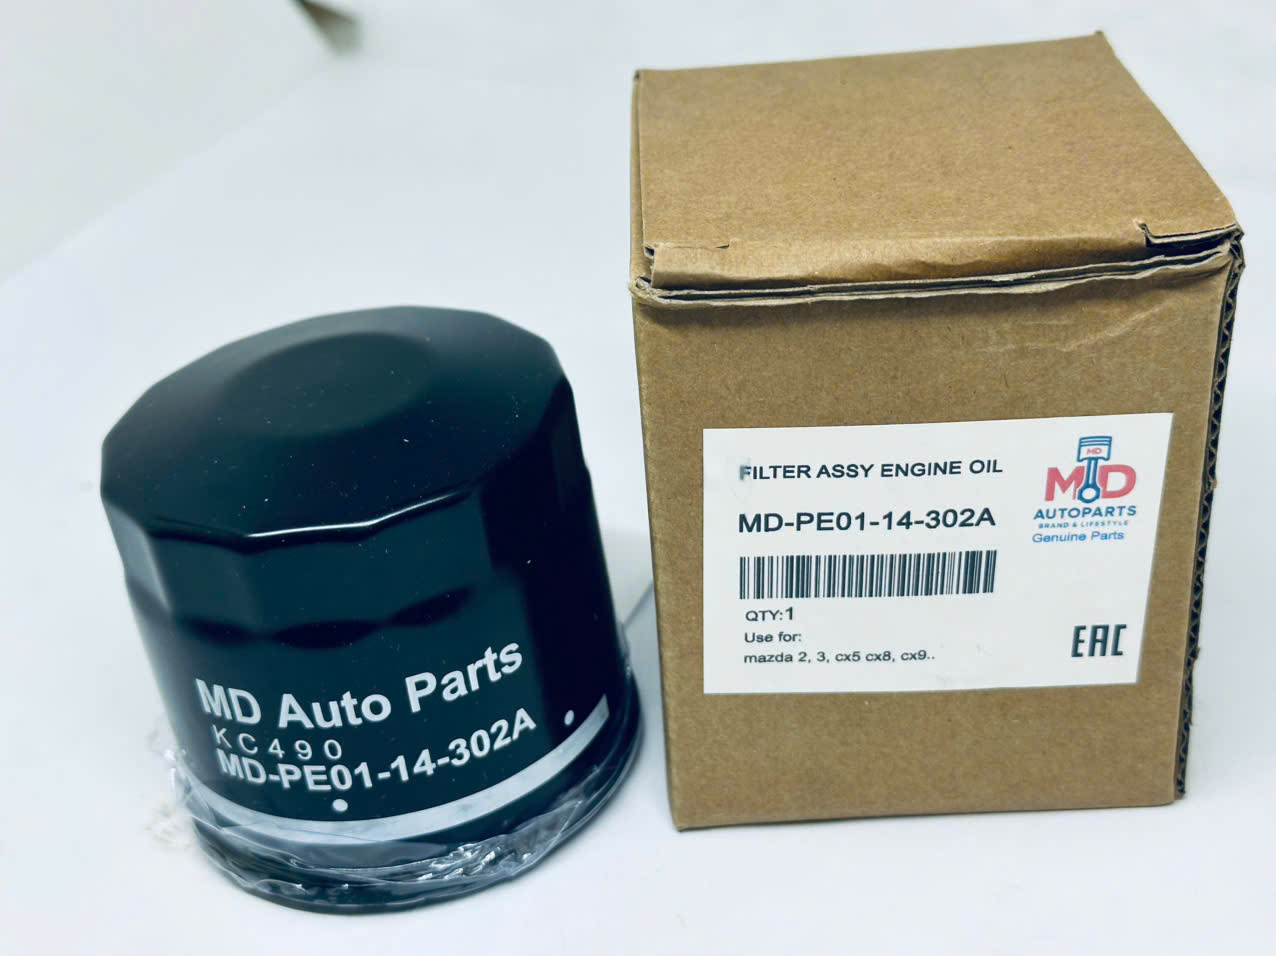 MD Auto Parts
KC490
MD-PE01-14-302A
FILTER ASSY ENGINE OIL
MD-PE01-14-302A
QTY:1
Use for:
mazda 2, 3, cx5 cx8, cx9..
MD
MD
AUTOPARTS
BRAND & LIFESTYLE
Genuine Parts
EAC